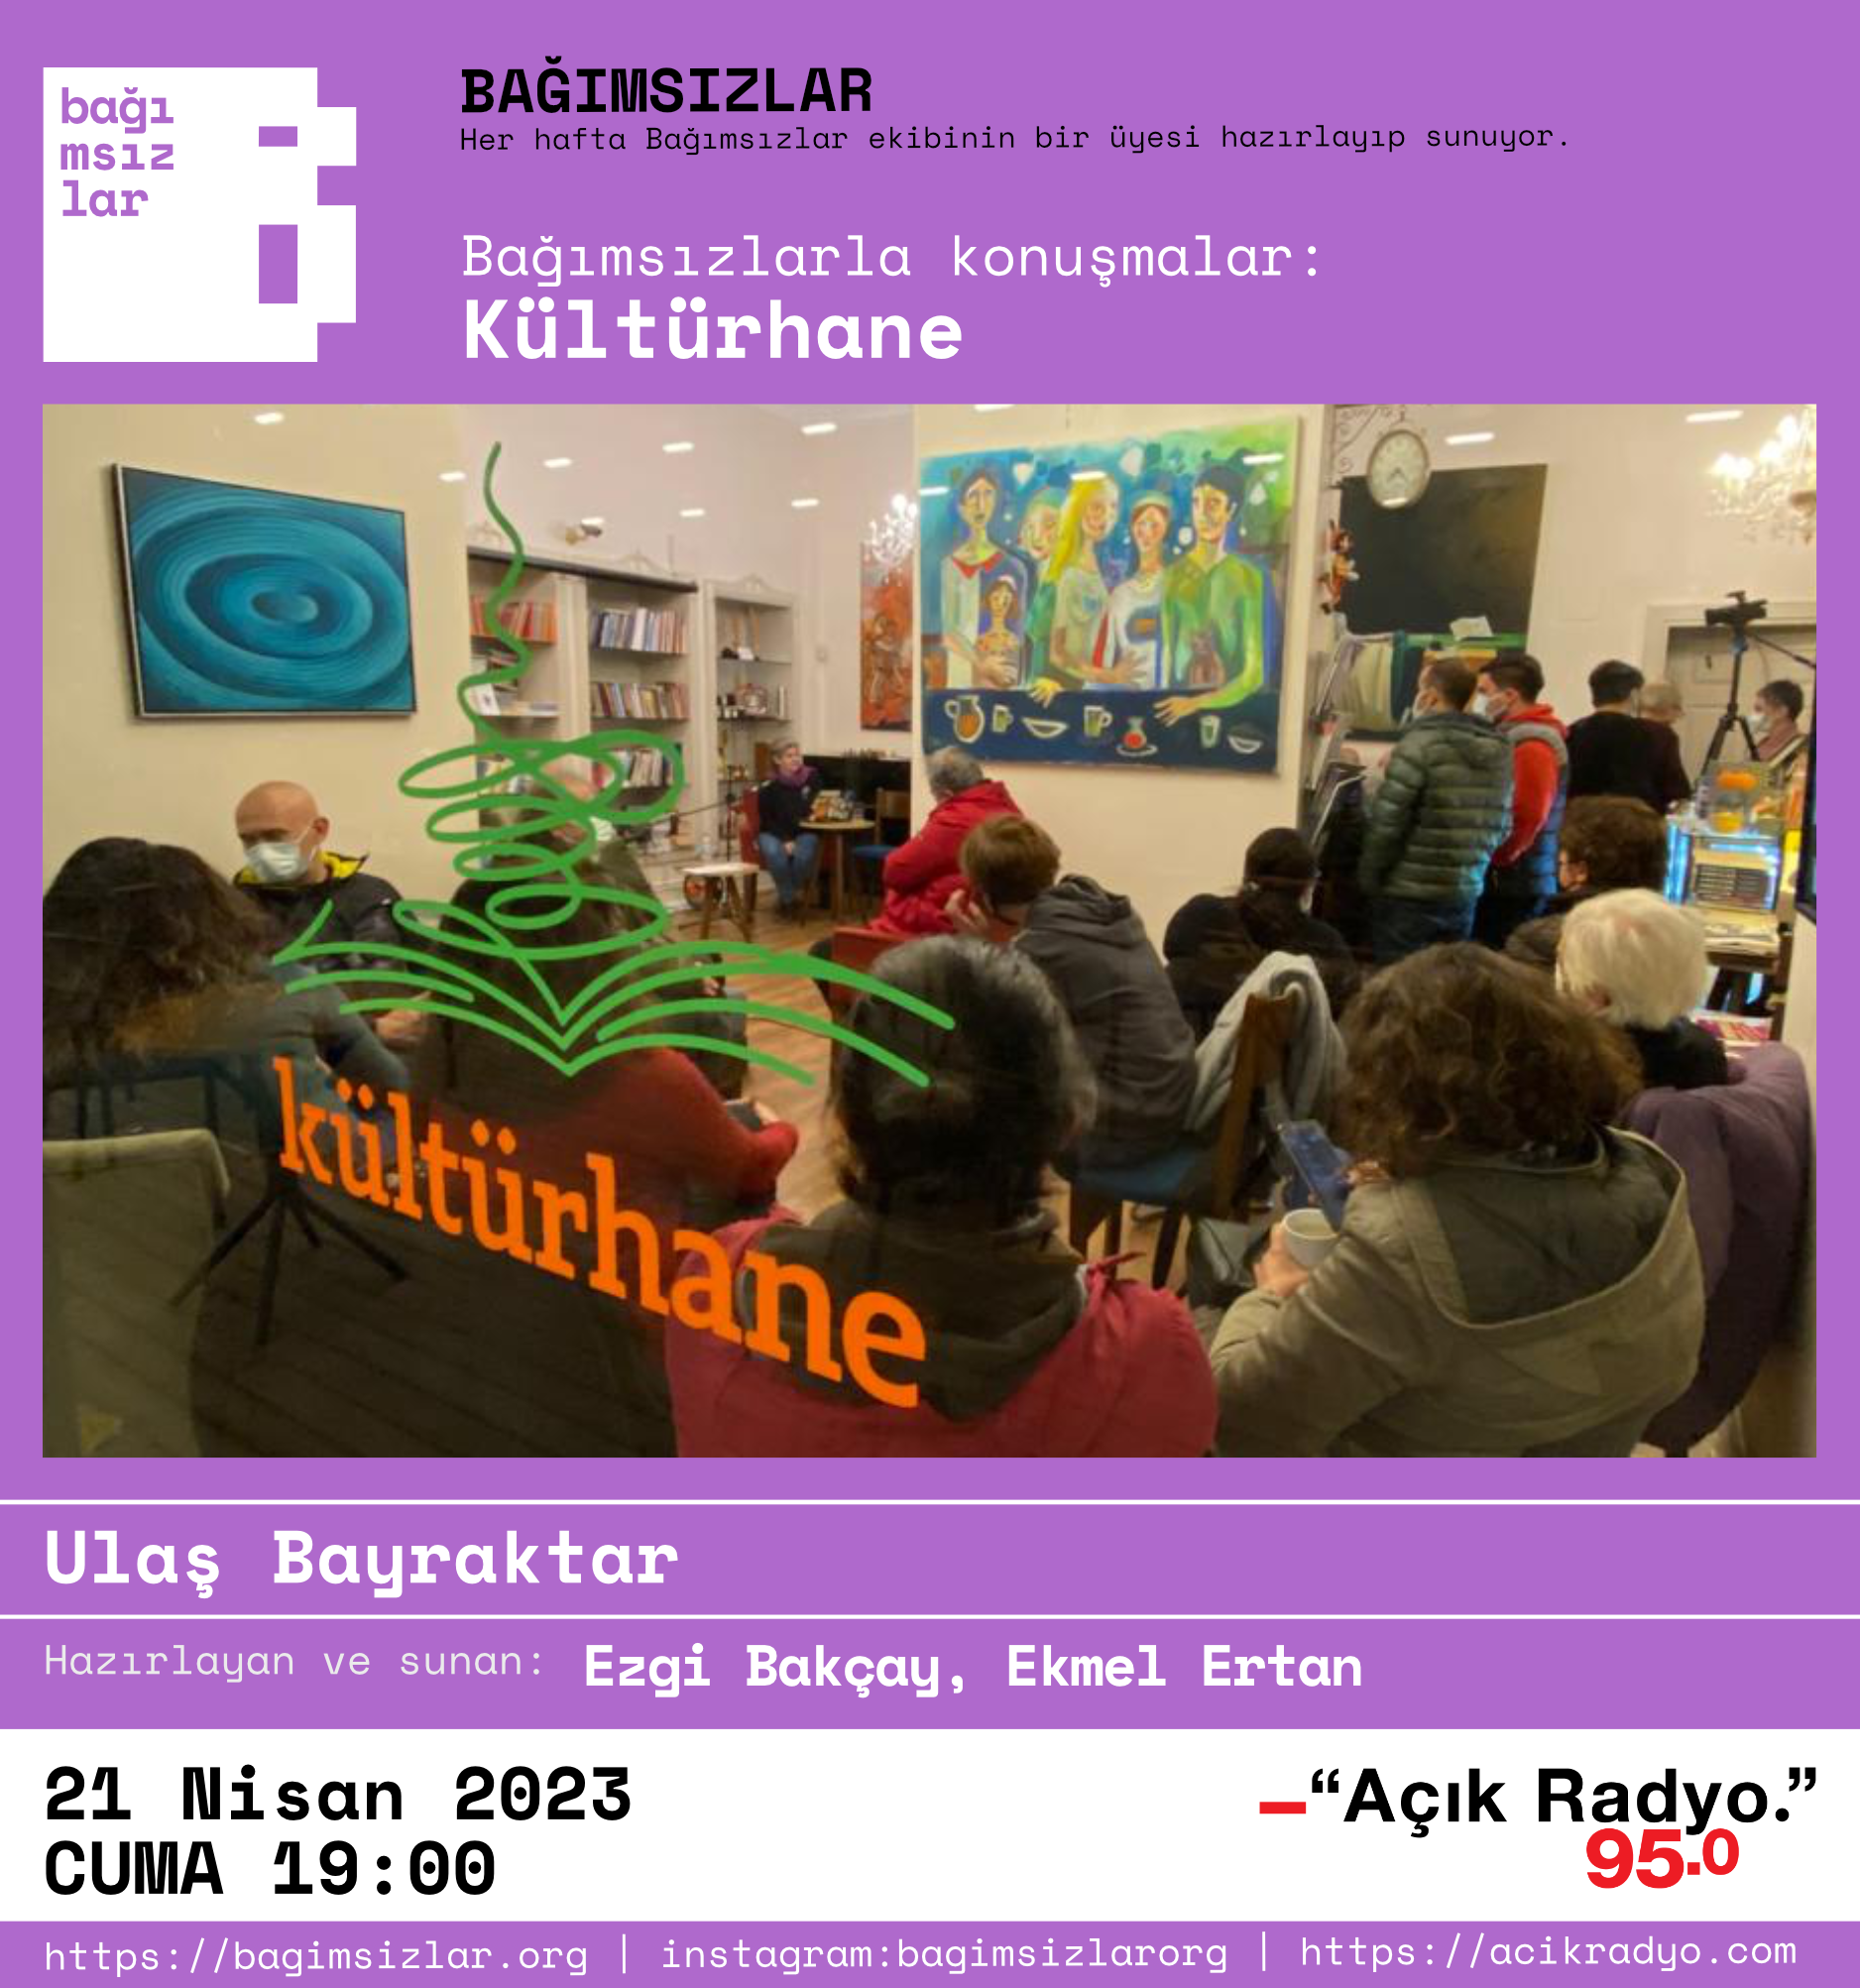 bağı
msız
lar
BAĞIMSIZLAR
Her hafta Bağımsızlar ekibinin bir üyesi hazırlayıp sunuyor.
Bağımsızlarla konuşmalar:
Kültürhane
kültürhane
Ulaş Bayraktar
Hazırlayan ve sunan: Ezgi Bakçay, Ekmel Ertan
21 Nisan 2023
CUMA 19:00
“Açık Radyo.”
95.0
https://bagimsizlar.org | instagram:bagimsizlarorg | https://acikradyo.com